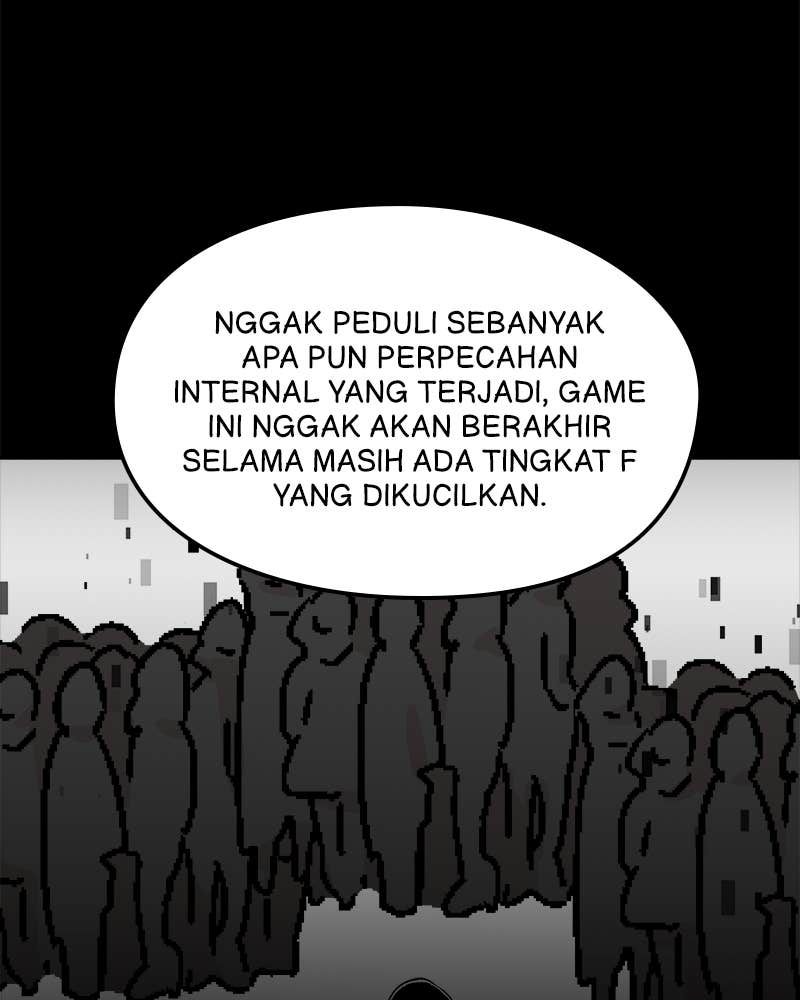 NGGAK PEDULI SEBANYAK
APA PUN PERPECAHAN
INTERNAL YANG TERJADI, GAME
INI NGGAK AKAN BERAKHIR
SELAMA MASIH ADA TINGKAT F
YANG DIKUCILKAN.